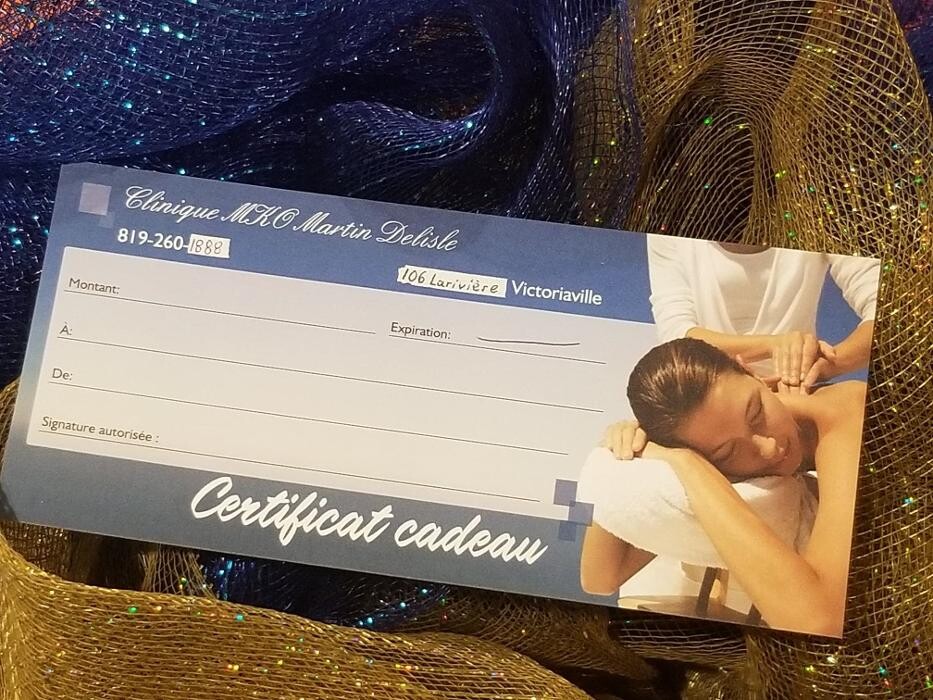 Clinique MKO Martin Delisle
819-260-1888
106 Larivière Victoriaville
Montant:
Expiration:
À:
De:
Signature autorisée :
Certificat cadeau